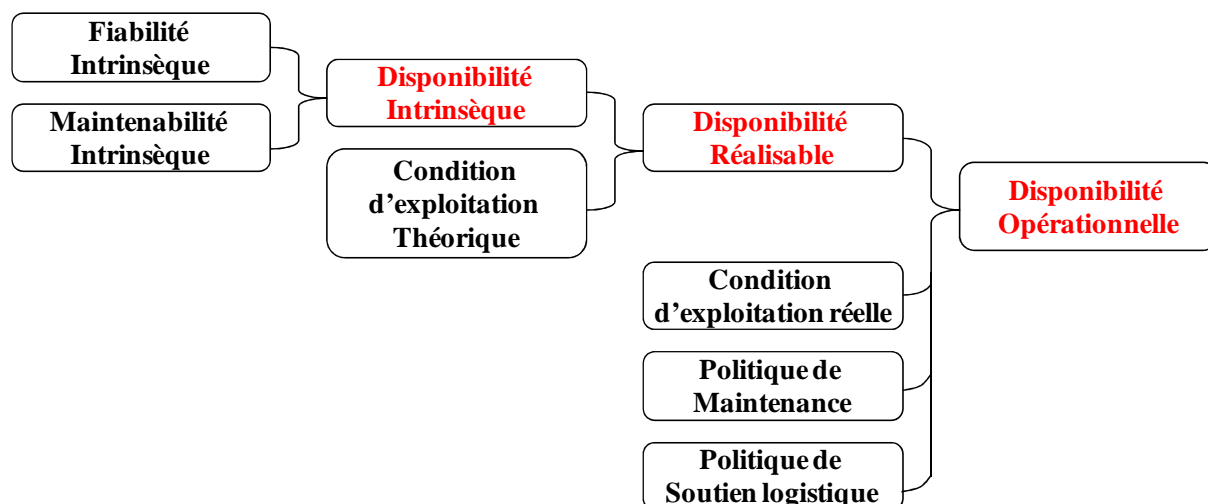 Fiabilité
Intrinsèque
Maintenabilité
Intrinsèque
Disponibilité
Intrinsèque
Condition
d’exploitation
Théorique
Disponibilité
Réalisable
Condition
d’exploitation réelle
Politique de
Maintenance
Politique de
Soutien logistique
Disponibilité
Opérationnelle